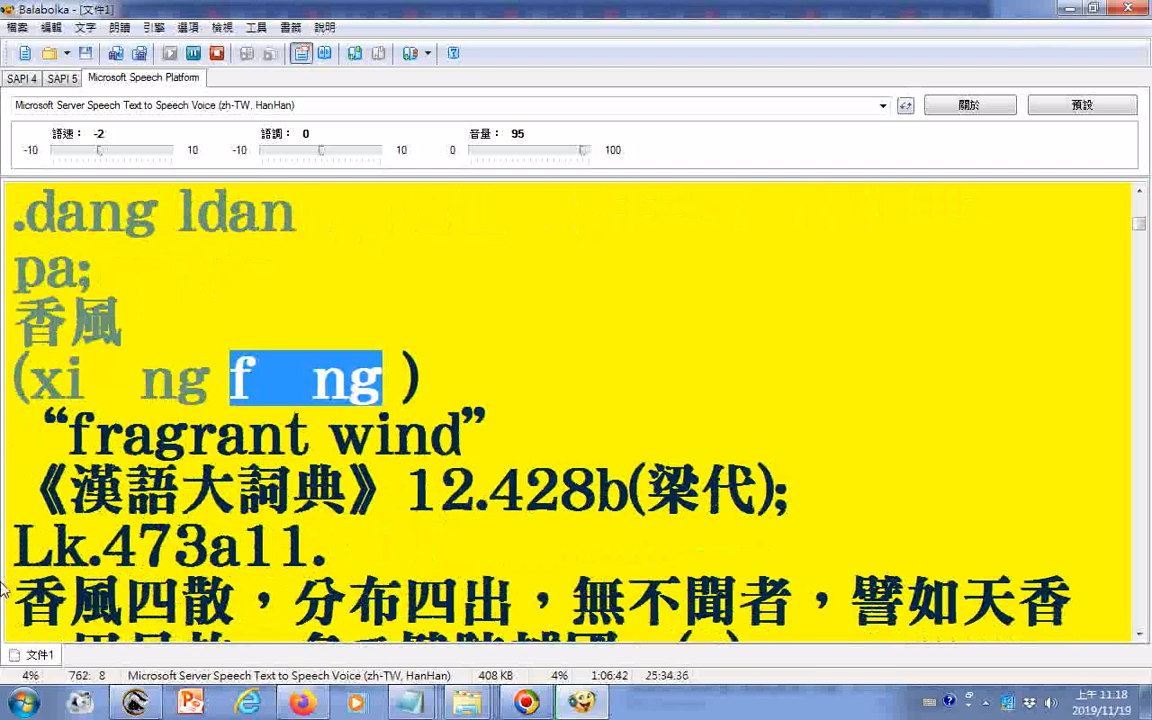 Balabolka - [文件1]
檔案 編輯 文字 朗讀 引擎 選項 檢視 工具 書籤 說明
SAPI 4 SAPI 5 Microsoft Speech Platform
Microsoft Server Speech Text to Speech Voice (zh-TW, HanHan) 關於 預設
語速： -2 語調： 0 音量： 95
-10 10 -10 10 0 100
.dang ldan
pa;
香風
(xi ng f ng )
“fragrant wind”
《漢語大詞典》12.428b(梁代);
Lk.473a11.
香風四散，分布四出，無不聞者，譬如天香
文件1
4% 762: 8 Microsoft Server Speech Text to Speech Voice (zh-TW, HanHan) 408 KB 4% 1:06:42 25:34.36
上午 11:18
2019/11/19